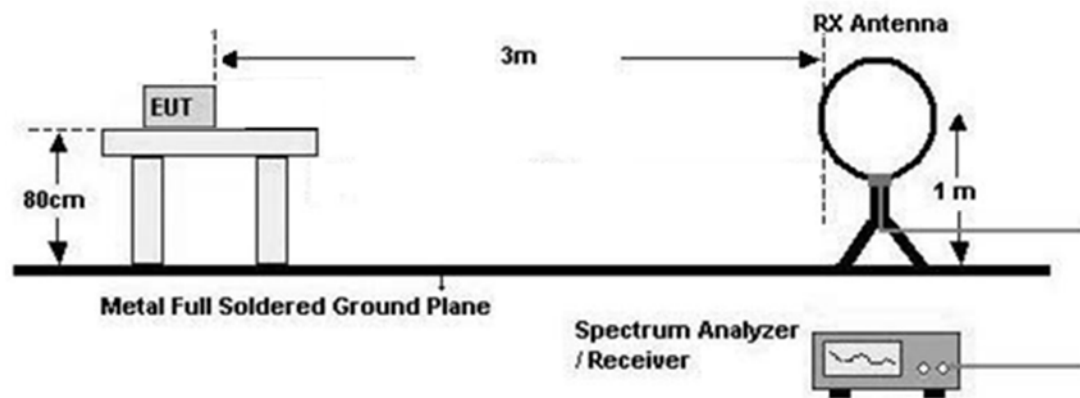 RX Antenna
3m
EUT
80cm
1 m
Metal Full Soldered Ground Plane
Spectrum Analyzer
/ Receiver